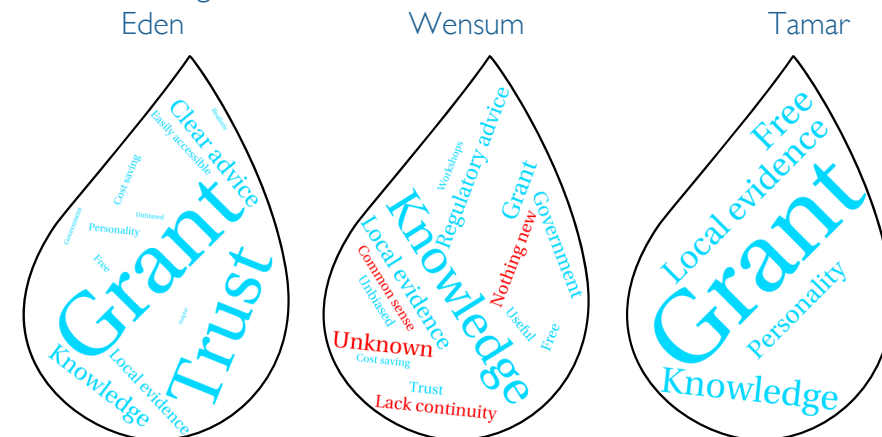 Eden
Wensum
Tamar
Clear advice
Easily accessible
Cost saving
Unbiased
Government
Personality
Free
Grant
Trust
Helpful
Knowledge
Local evidence
Regulatory advice
Workshops
Grant
Government
Nothing new
Knowledge
Local evidence
Common sense
Unbiased
Useful
Free
Unknown
Cost saving
Trust
Lack continuity
Free
Local evidence
Grant
Personality
Knowledge